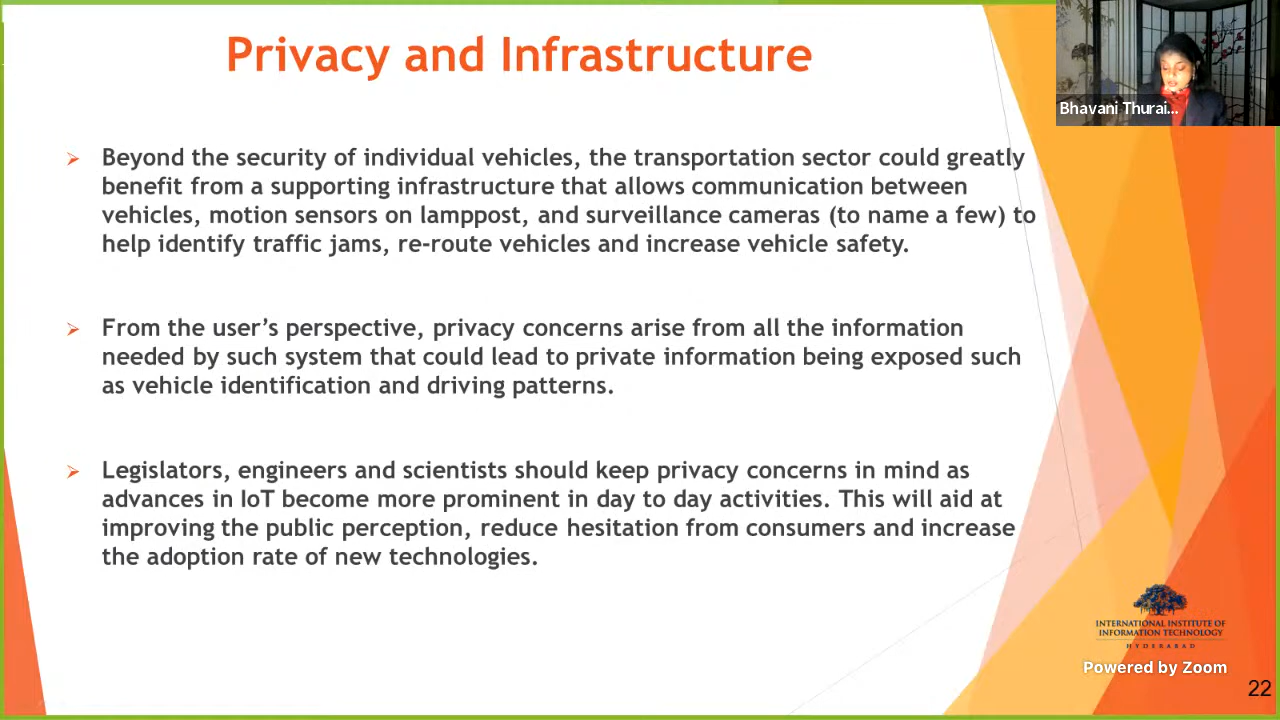 Privacy and Infrastructure
Bhavani Thurai...
Beyond the security of individual vehicles, the transportation sector could greatly
benefit from a supporting infrastructure that allows communication between
vehicles, motion sensors on lamppost, and surveillance cameras (to name a few) to
help identify traffic jams, re-route vehicles and increase vehicle safety.
From the user's perspective, privacy concerns arise from all the information
needed by such system that could lead to private information being exposed such
as vehicle identification and driving patterns.
Legislators, engineers and scientists should keep privacy concerns in mind as
advances in IoT become more prominent in day to day activities. This will aid at
improving the public perception, reduce hesitation from consumers and increase
the adoption rate of new technologies.
INTERNATIONAL INSTITUTE OF
INFORMATION TECHNOLOGY
HYDERABAD
Powered by Zoom
22